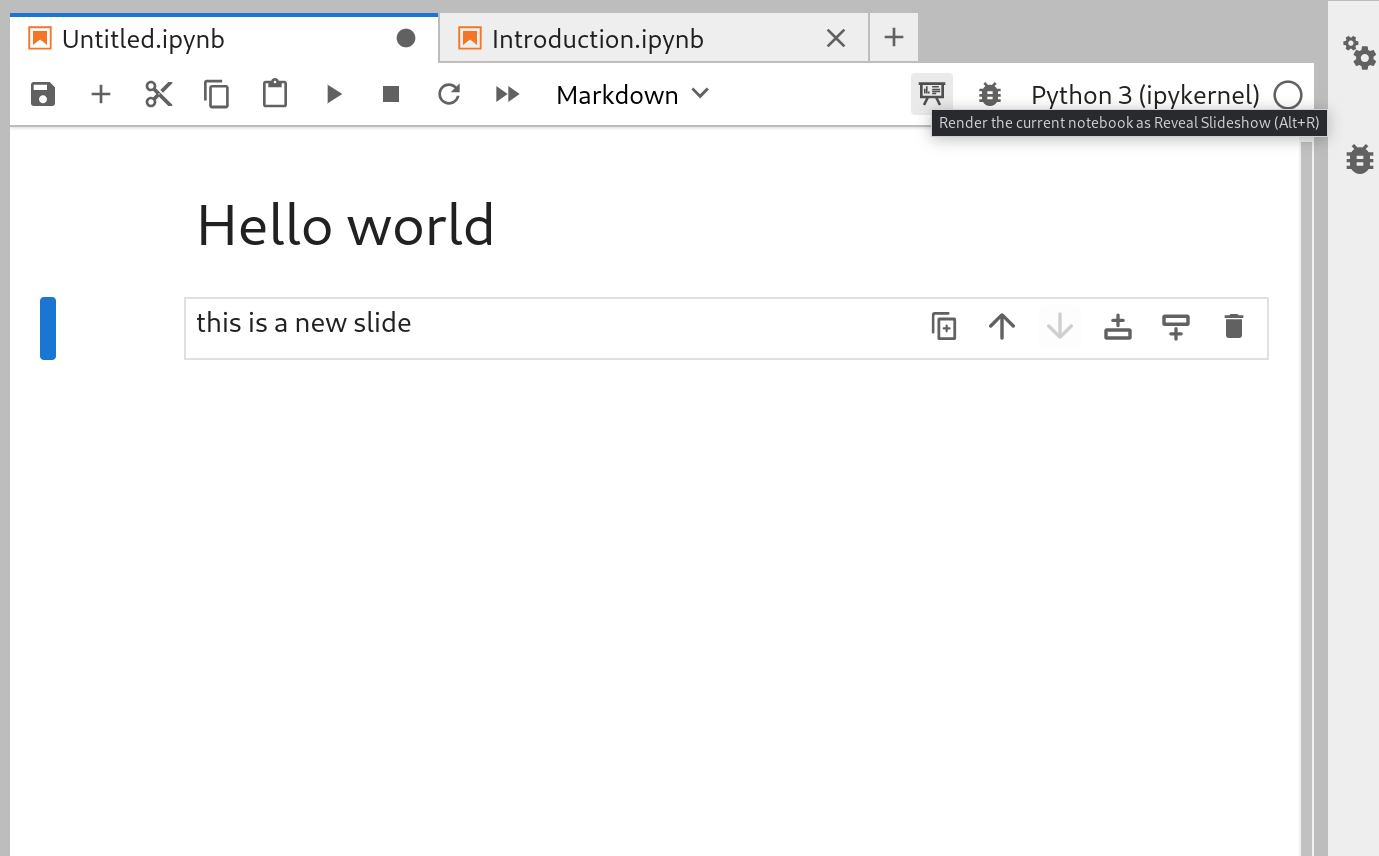 Untitled.ipynb
Introduction.ipynb
Markdown
Python 3 (ipykernel)
Render the current notebook as Reveal Slideshow (Alt+R)
Hello world
this is a new slide